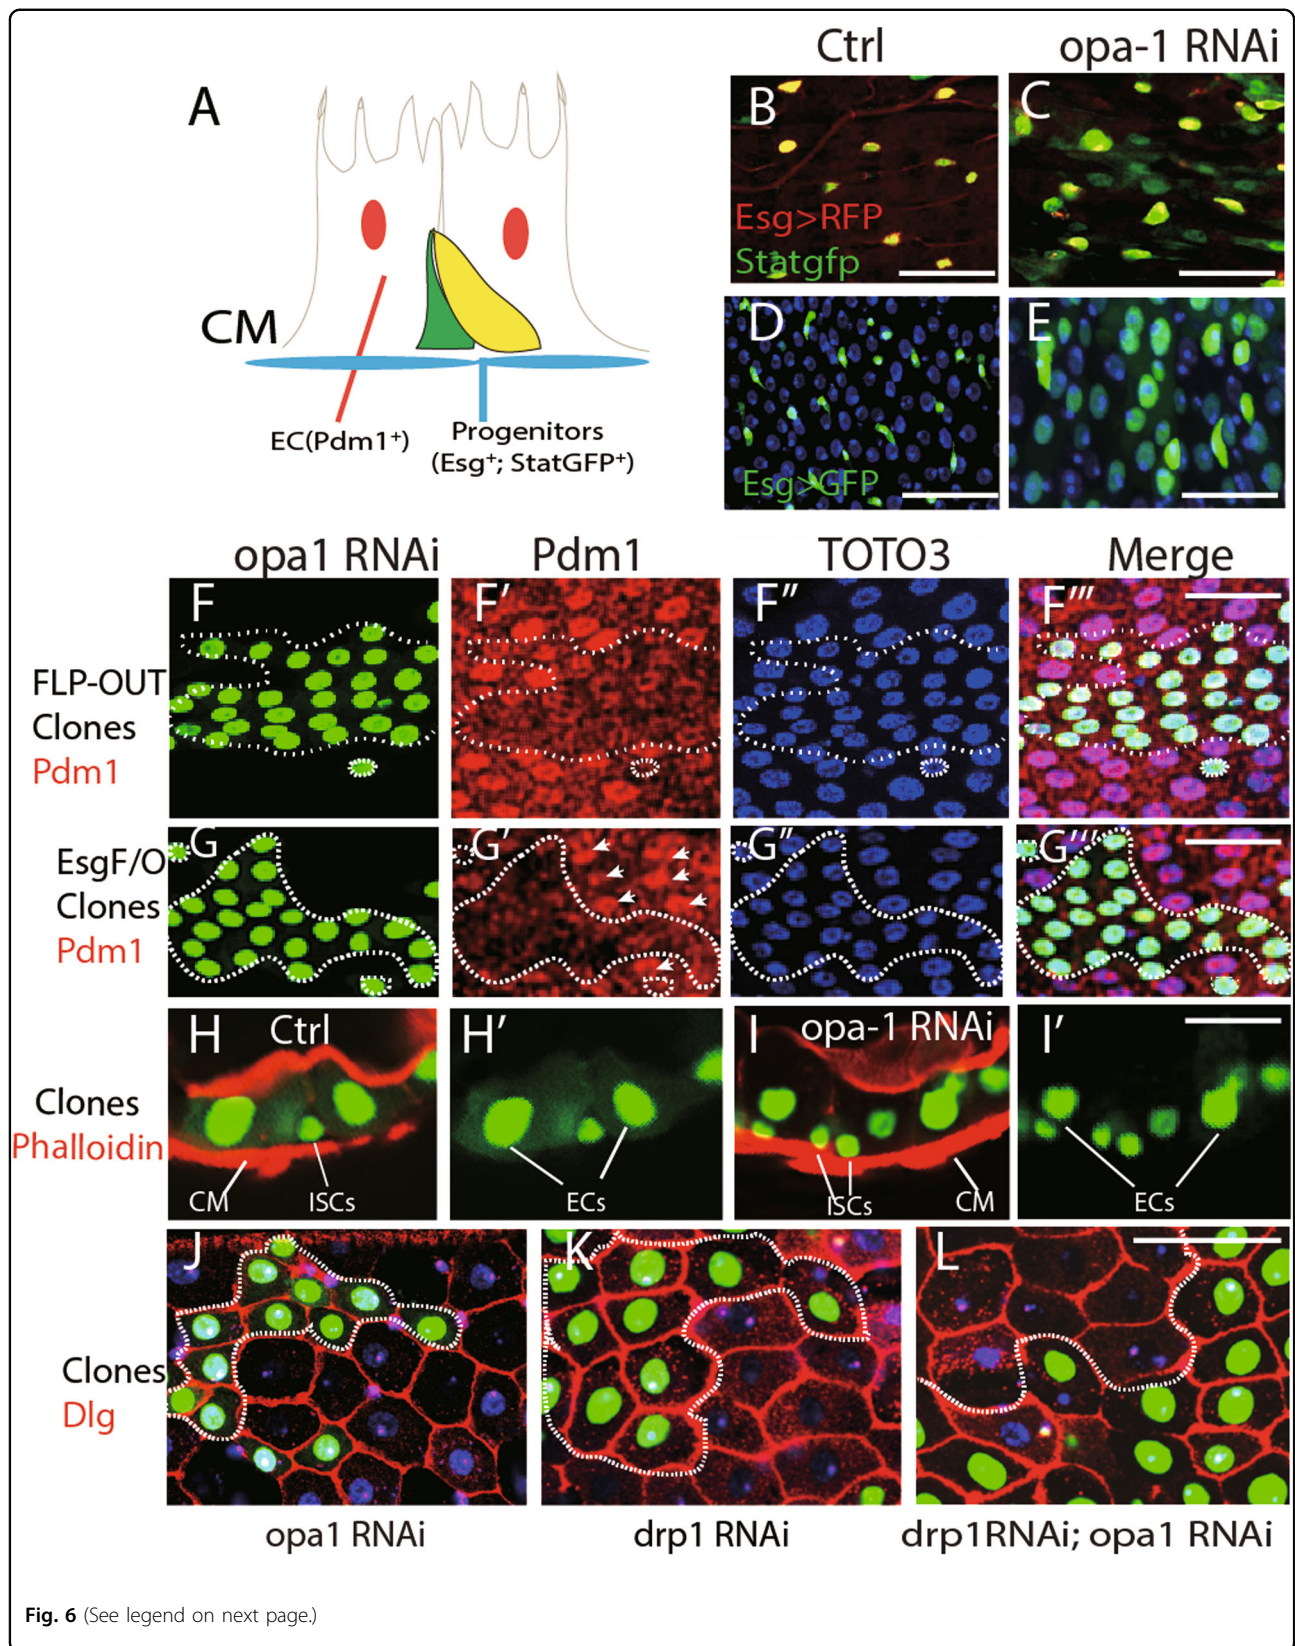 Ctrl
opa-1 RNAi
A
CM
EC(Pdm1⁺)
Progenitors
(Esg⁺; StatGFP⁺)
B
Esg>RFP
Statgfp
C
D
Esg>GFP
E
opa1 RNAi
Pdm1
TOTO3
Merge
FLP-OUT
Clones
Pdm1
F
F'
F''
F'''
EsgF/O
Clones
Pdm1
G
G'
G''
G'''
Clones
Phalloidin
H
Ctrl
CM
ISCs
H'
ECs
I
opa-1 RNAi
ISCs
CM
I'
ECs
Clones
Dlg
J
K
L
opa1 RNAi
drp1 RNAi
drp1RNAi; opa1 RNAi
Fig. 6 (See legend on next page.)